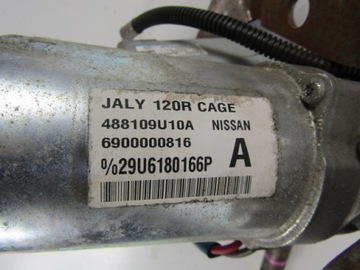 JALY 120R CAGE
488109U10A NISSAN
6900000816
%29U6180166P A